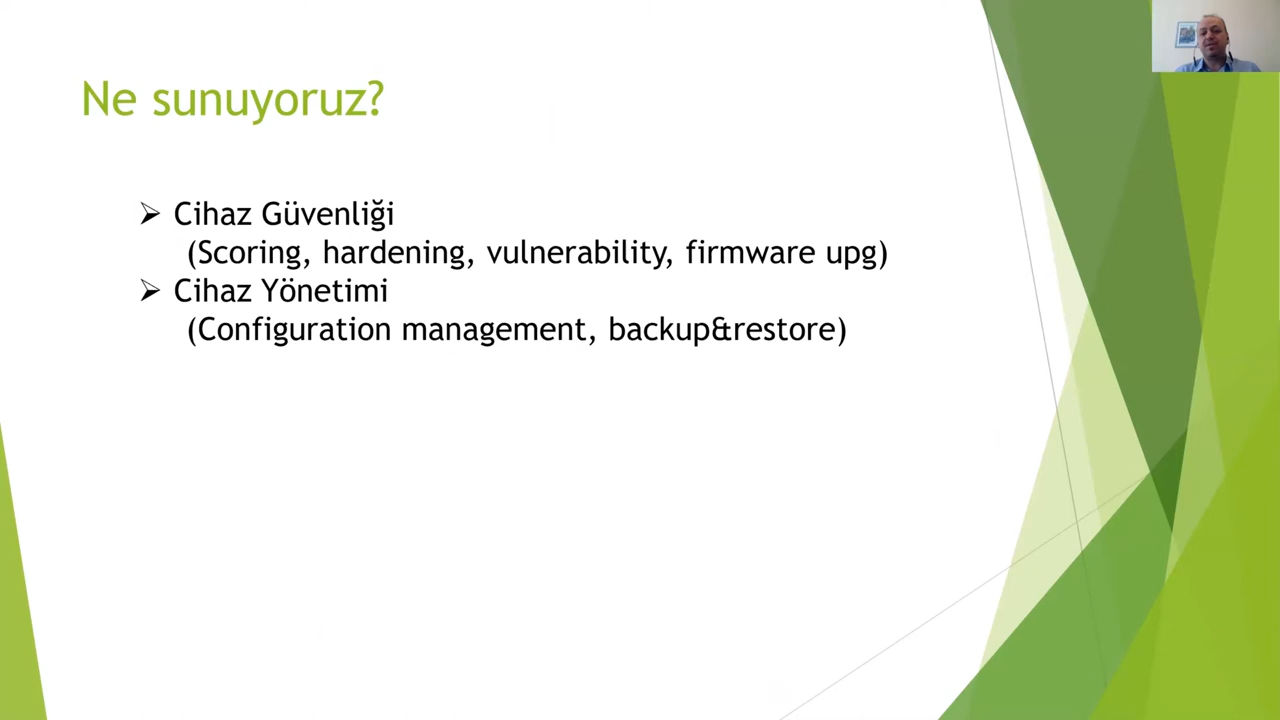 Ne sunuyoruz?
➢ Cihaz Güvenliği
(Scoring, hardening, vulnerability, firmware upg)
➢ Cihaz Yönetimi
(Configuration management, backup&restore)